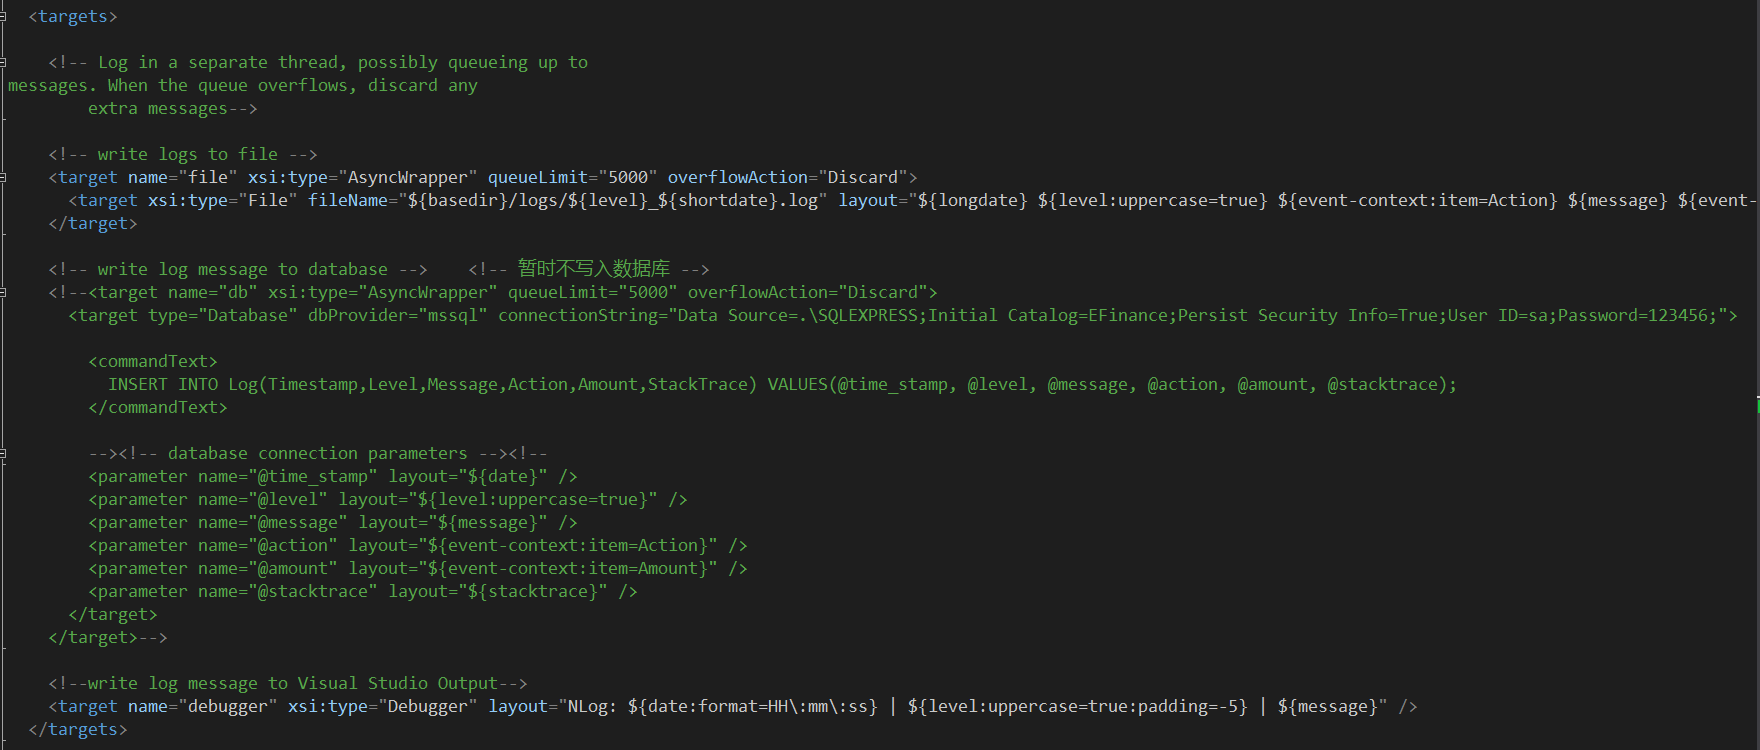 <targets>
<!-- Log in a separate thread, possibly queueing up to
messages. When the queue overflows, discard any
extra messages-->
<!-- write logs to file -->
<target name="file" xsi:type="AsyncWrapper" queueLimit="5000" overflowAction="Discard">
<target xsi:type="File" fileName="${basedir}/logs/${level}_${shortdate}.log" layout="${longdate} ${level:uppercase=true} ${event-context:item=Action} ${message} ${event-
</target>
<!-- write log message to database --> <!-- 暂时不写入数据库 -->
<!--<target name="db" xsi:type="AsyncWrapper" queueLimit="5000" overflowAction="Discard">
<target type="Database" dbProvider="mssql" connectionString="Data Source=.\SQLEXPRESS;Initial Catalog=EFinance;Persist Security Info=True;User ID=sa;Password=123456;">
<commandText>
INSERT INTO Log(Timestamp,Level,Message,Action,Amount,StackTrace) VALUES(@time_stamp, @level, @message, @action, @amount, @stacktrace);
</commandText>
--><!-- database connection parameters --><!--
<parameter name="@time_stamp" layout="${date}" />
<parameter name="@level" layout="${level:uppercase=true}" />
<parameter name="@message" layout="${message}" />
<parameter name="@action" layout="${event-context:item=Action}" />
<parameter name="@amount" layout="${event-context:item=Amount}" />
<parameter name="@stacktrace" layout="${stacktrace}" />
</target>
</target>-->
<!--write log message to Visual Studio Output-->
<target name="debugger" xsi:type="Debugger" layout="NLog: ${date:format=HH\:mm\:ss} | ${level:uppercase=true:padding=-5} | ${message}" />
</targets>